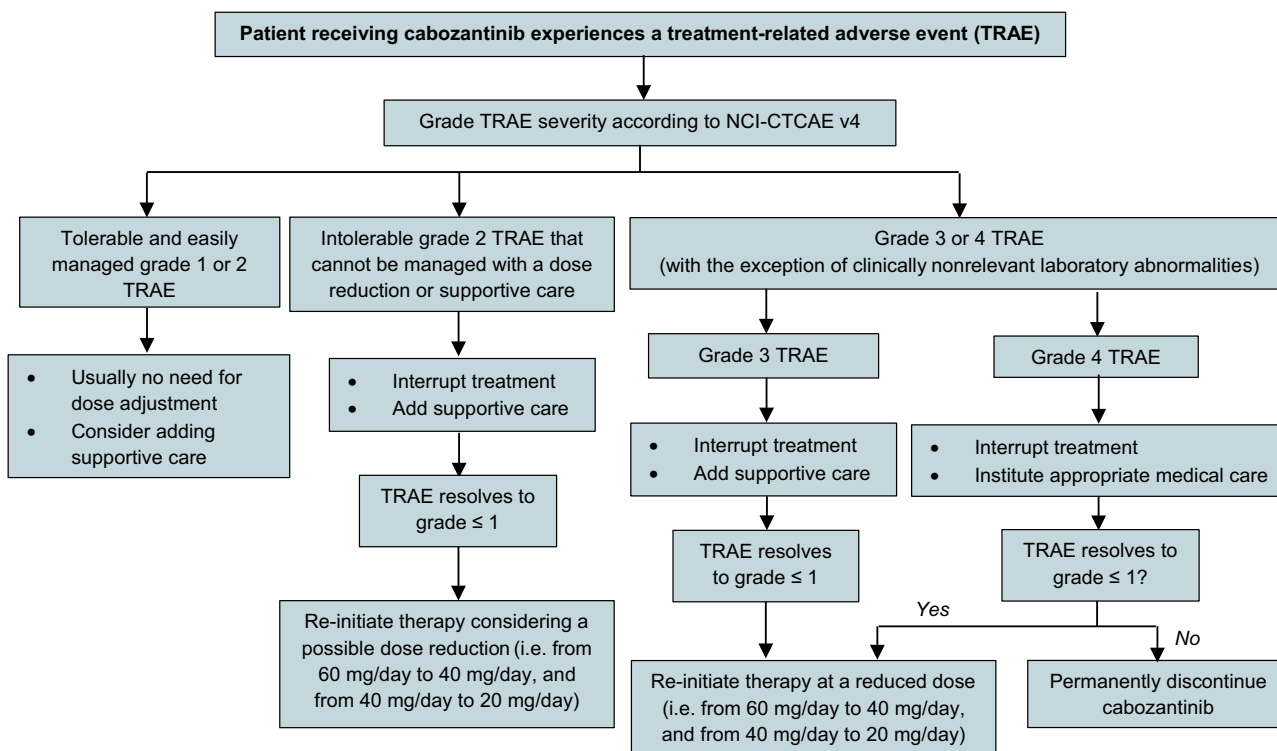 Patient receiving cabozantinib experiences a treatment-related adverse event (TRAE)
Grade TRAE severity according to NCI-CTCAE v4
Tolerable and easily
managed grade 1 or 2
TRAE
• Usually no need for
dose adjustment
• Consider adding
supportive care
Intolerable grade 2 TRAE that
cannot be managed with a dose
reduction or supportive care
• Interrupt treatment
• Add supportive care
TRAE resolves to
grade ≤ 1
Re-initiate therapy considering a
possible dose reduction (i.e. from
60 mg/day to 40 mg/day, and
from 40 mg/day to 20 mg/day)
Grade 3 or 4 TRAE
(with the exception of clinically nonrelevant laboratory abnormalities)
Grade 3 TRAE
• Interrupt treatment
• Add supportive care
TRAE resolves
to grade ≤ 1
Grade 4 TRAE
• Interrupt treatment
• Institute appropriate medical care
TRAE resolves to
grade ≤ 1?
Yes
No
Re-initiate therapy at a reduced dose
(i.e. from 60 mg/day to 40 mg/day,
and from 40 mg/day to 20 mg/day)
Permanently discontinue
cabozantinib